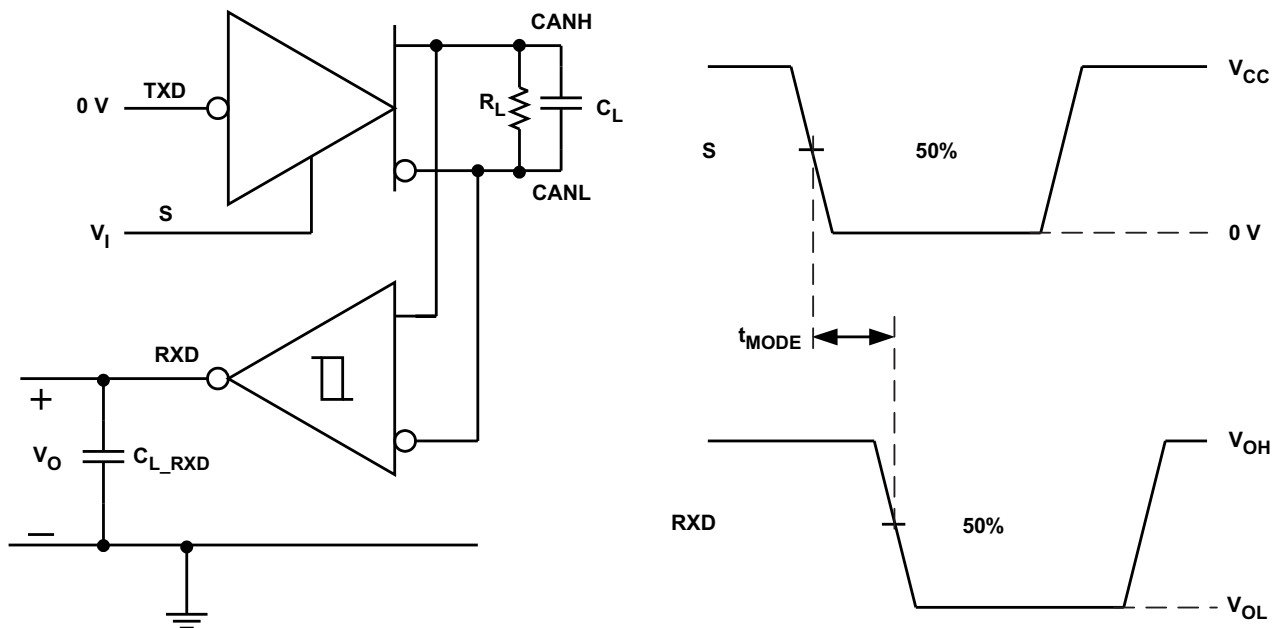 CANH
TXD
0 V
R_L
C_L
S
CANL
V_I
RXD
+
V_O
C_L_RXD
–
V_CC
S
50%
0 V
t_MODE
V_OH
RXD
50%
V_OL